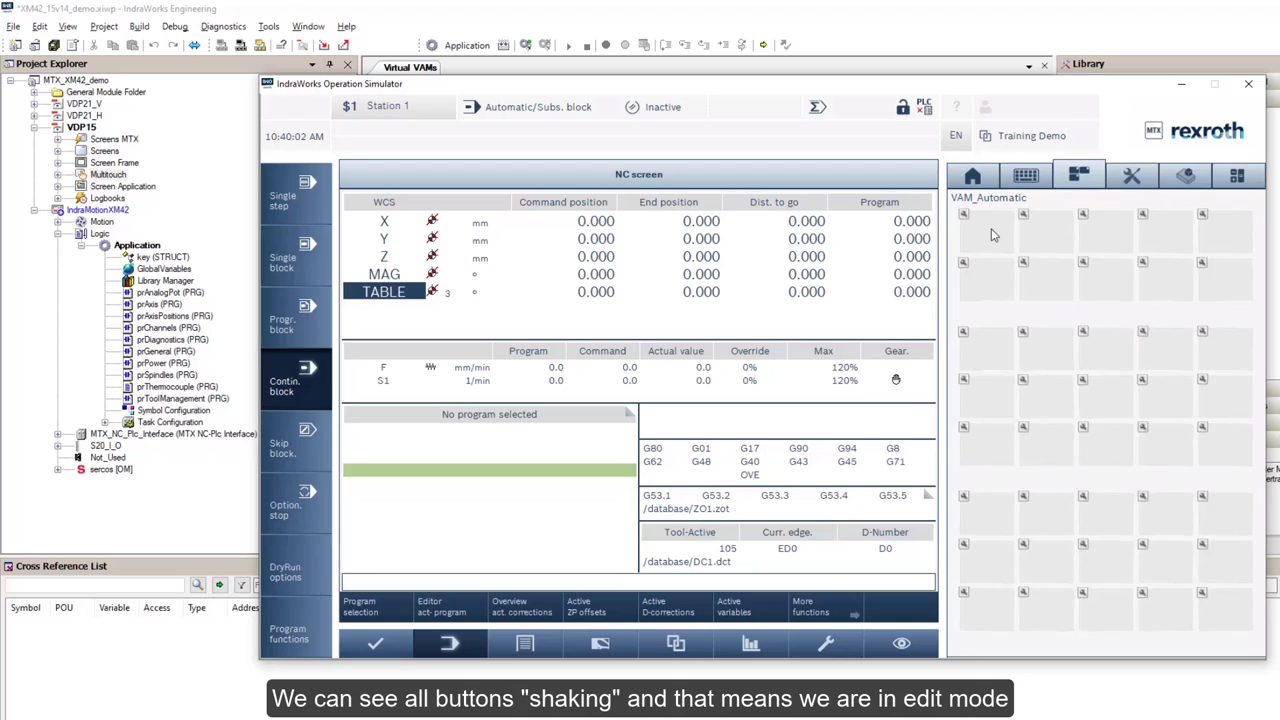 *XM42_15v14_demo.xiwp - IndraWorks Engineering
File Edit View Project Build Debug Diagnostics Tools Window Help
Application
Project Explorer
Virtual VAMs
Library
MTX_XM42_demo
General Module Folder
VDP21_V
VDP21_H
VDP15
Screens MTX
Screens
Screen Frame
Multitouch
Screen Application
Logbooks
IndraMotionXM42
Motion
Logic
Application
key (STRUCT)
GlobalVariables
Library Manager
prAnalogPot (PRG)
prAxis (PRG)
prAxisPositions (PRG)
prChannels (PRG)
prDiagnostics (PRG)
prGeneral (PRG)
prPower (PRG)
prSpindles (PRG)
prThermocouple (PRG)
prToolManagement (PRG)
Symbol Configuration
Task Configuration
MTX_NC_Plc_Interface (MTX NC-Plc Interface)
S20_I_O
Not_Used
sercos [OM]
Cross Reference List
Symbol POU Variable Access Type Addres
IndraWorks Operation Simulator
$1 Station 1 Automatic/Subs. block Inactive PLC ?
10:40:02 AM EN Training Demo MTX rexroth
Single step
Single block
Progr. block
Contin. block
Skip block.
Option. stop
DryRun options
Program functions
NC screen
WCS Command position End position Dist. to go Program
X mm 0.000 0.000 0.000 0.000
Y mm 0.000 0.000 0.000 0.000
Z mm 0.000 0.000 0.000 0.000
MAG ° 0.000 0.000 0.000 0.000
TABLE 3 ° 0.000 0.000 0.000 0.000
Program Command Actual value Override Max Gear.
F mm/min 0.0 0.0 0.0 0% 120%
S1 1/min 0.0 0.0 0.0 0% 120%
No program selected
G80 G01 G17 G90 G94 G8
G62 G48 G40 G43 G45 G71
OVE
G53.1 G53.2 G53.3 G53.4 G53.5
/database/ZO1.zot
Tool-Active Curr. edge. D-Number
105 ED0 D0
/database/DC1.dct
Program selection
Editor act- program
Overview act. corrections
Active ZP offsets
Active D-corrections
Active variables
More functions
VAM_Automatic
We can see all buttons "shaking" and that means we are in edit mode